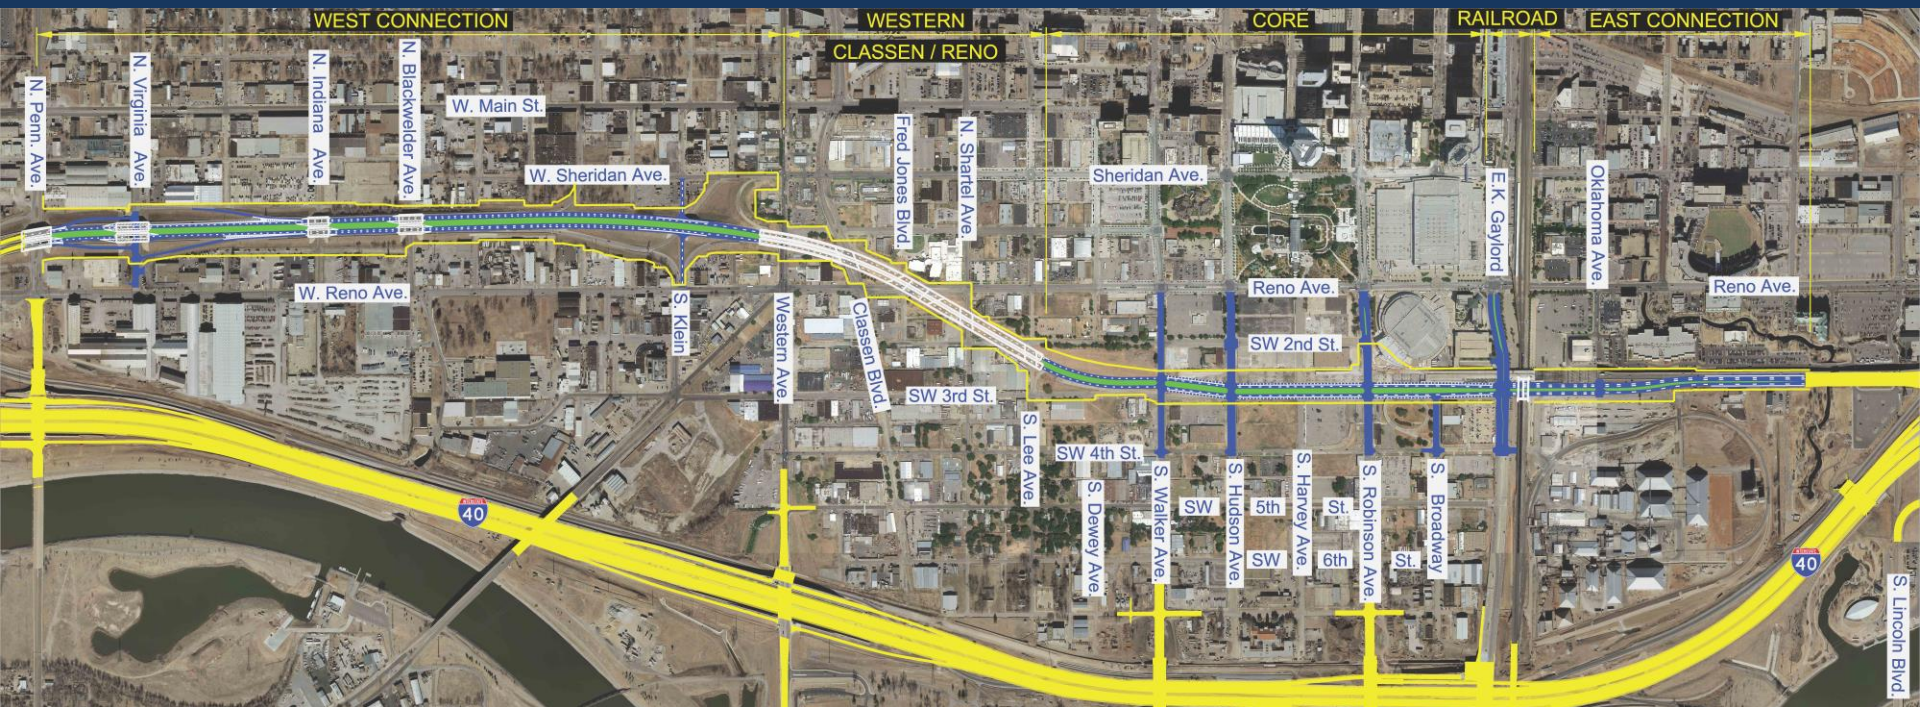 WEST CONNECTION
WESTERN
CORE
RAILROAD
EAST CONNECTION
CLASSEN / RENO
N. Penn. Ave.
N. Virginia Ave.
N. Indiana Ave.
N. Blackwelder Ave.
W. Main St.
W. Sheridan Ave.
Fred Jones Blvd.
N. Shartel Ave.
Sheridan Ave.
E.K. Gaylord
Oklahoma Ave.
W. Reno Ave.
S. Klein
Western Ave.
Classen Blvd.
Reno Ave.
Reno Ave.
SW 2nd St.
SW 3rd St.
S. Lee Ave.
SW 4th St.
S. Dewey Ave.
S. Walker Ave.
S. Hudson Ave.
S. Harvey Ave.
S. Robinson Ave.
S. Broadway
SW 5th St.
SW 6th St.
40
40
S. Lincoln Blvd.